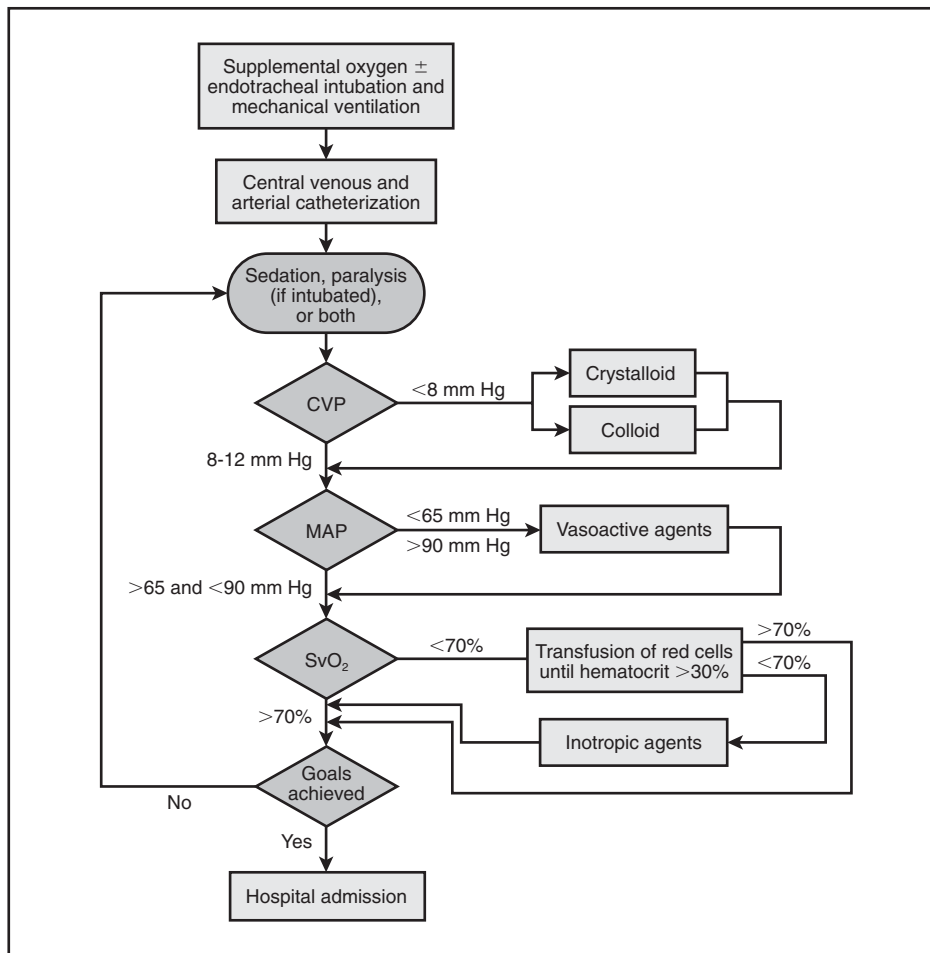 Supplemental oxygen ±
endotracheal intubation and
mechanical ventilation
Central venous and
arterial catheterization
Sedation, paralysis
(if intubated),
or both
CVP
<8 mm Hg
Crystalloid
Colloid
8-12 mm Hg
MAP
<65 mm Hg
>90 mm Hg
Vasoactive agents
>65 and <90 mm Hg
SvO₂
<70%
Transfusion of red cells
until hematocrit >30%
>70%
<70%
>70%
Inotropic agents
Goals
achieved
No
Yes
Hospital admission